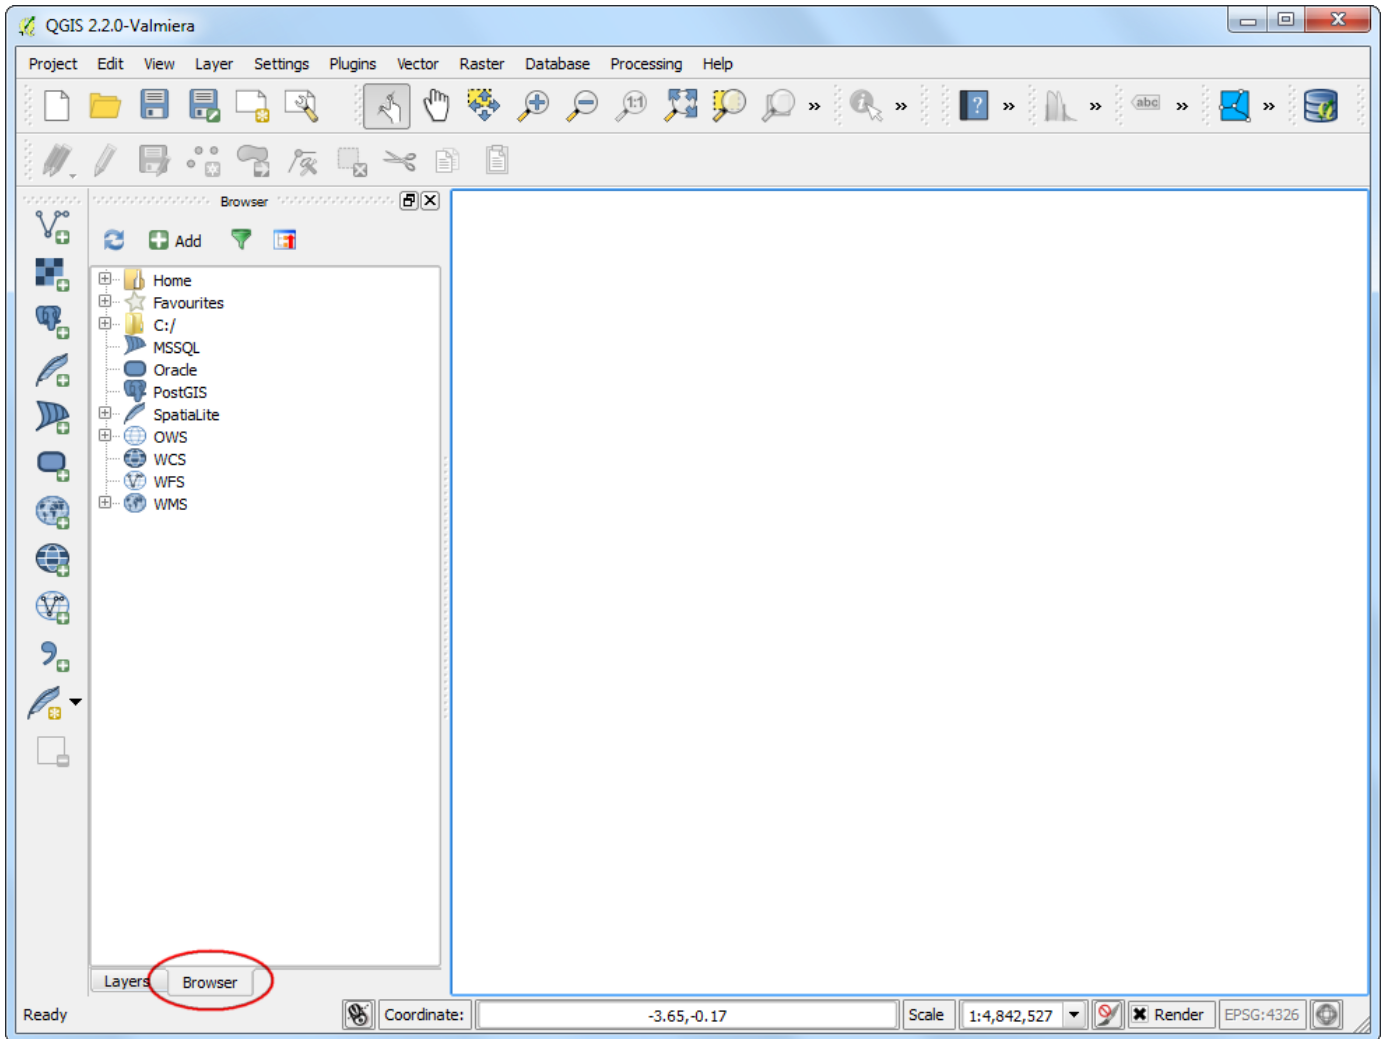 QGIS 2.2.0-Valmiera
Project Edit View Layer Settings Plugins Vector Raster Database Processing Help
1:1 » » ? » » abc » »
Browser
Add
Home
Favourites
C:/
MSSQL
Oracle
PostGIS
SpatiaLite
OWS
WCS
WFS
WMS
Layers Browser
Ready Coordinate: -3.65,-0.17 Scale 1:4,842,527 Render EPSG:4326